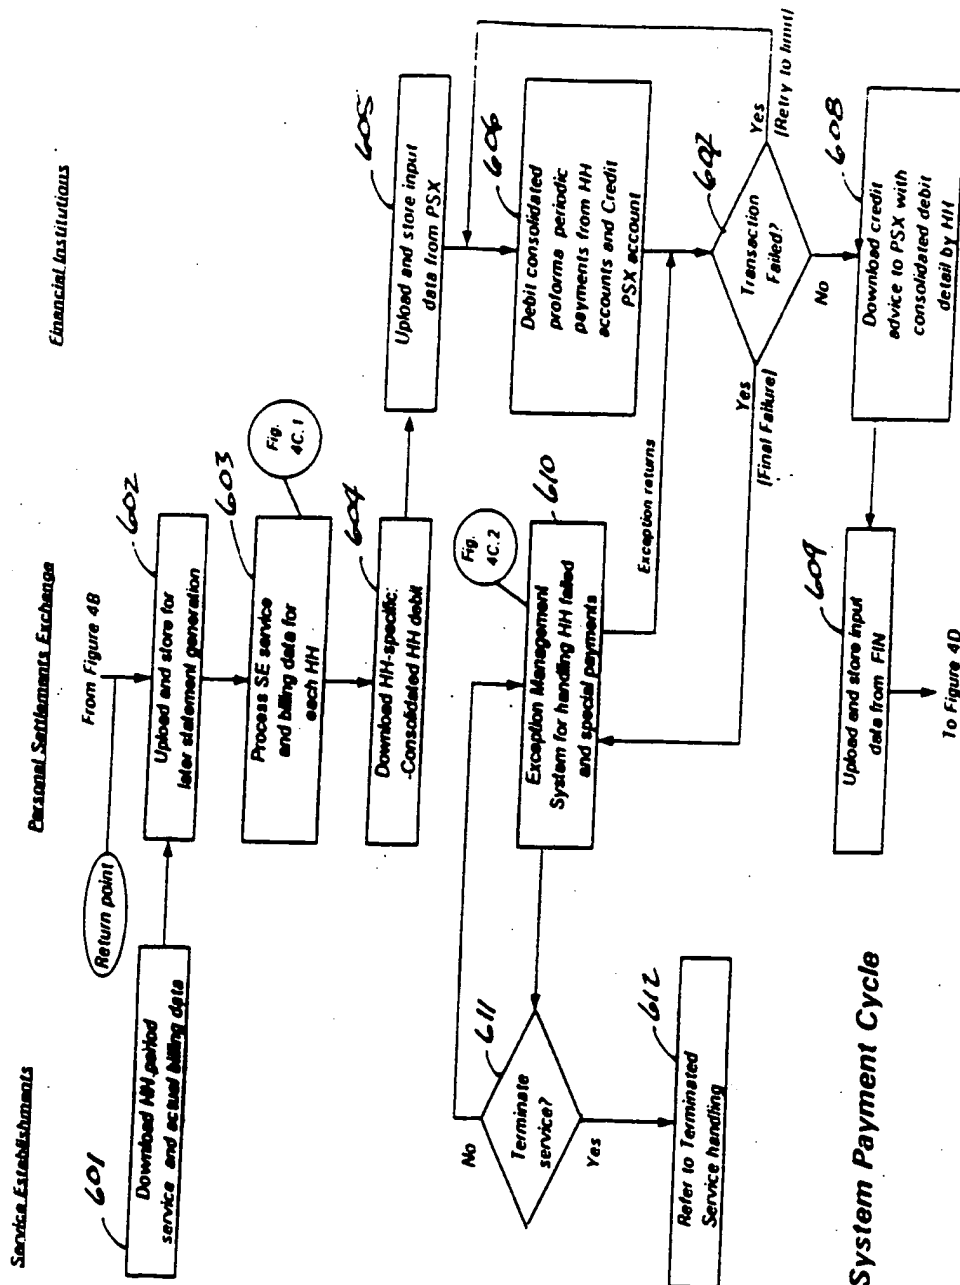 Service Establishments
Personal Settlements Exchange
Financial Institutions
601
Download HH period
service and actual billing data
Return point
From Figure 4B
602
Upload and store for
later statement generation
603
Process SE service
and billing data for
each HH
Fig.
4C.1
604
Download HH-specific:
-Consolidated HH debit
605
Upload and store input
data from PSX
606
Debit consolidated
proforma periodic
payments from HH
accounts and Credit
PSX account
607
Transaction
Failed?
Yes
[Retry to limit]
Yes
[Final Failure]
No
608
Download credit
advice to PSX with
consolidated debit
detail by HH
609
Upload and store input
data from FIN
To Figure 4D
Fig.
4C.2
610
Exception Management
System for handling HH failed
and special payments
Exception returns
611
Terminate
service?
No
Yes
612
Refer to Terminated
Service handling
System Payment Cycle